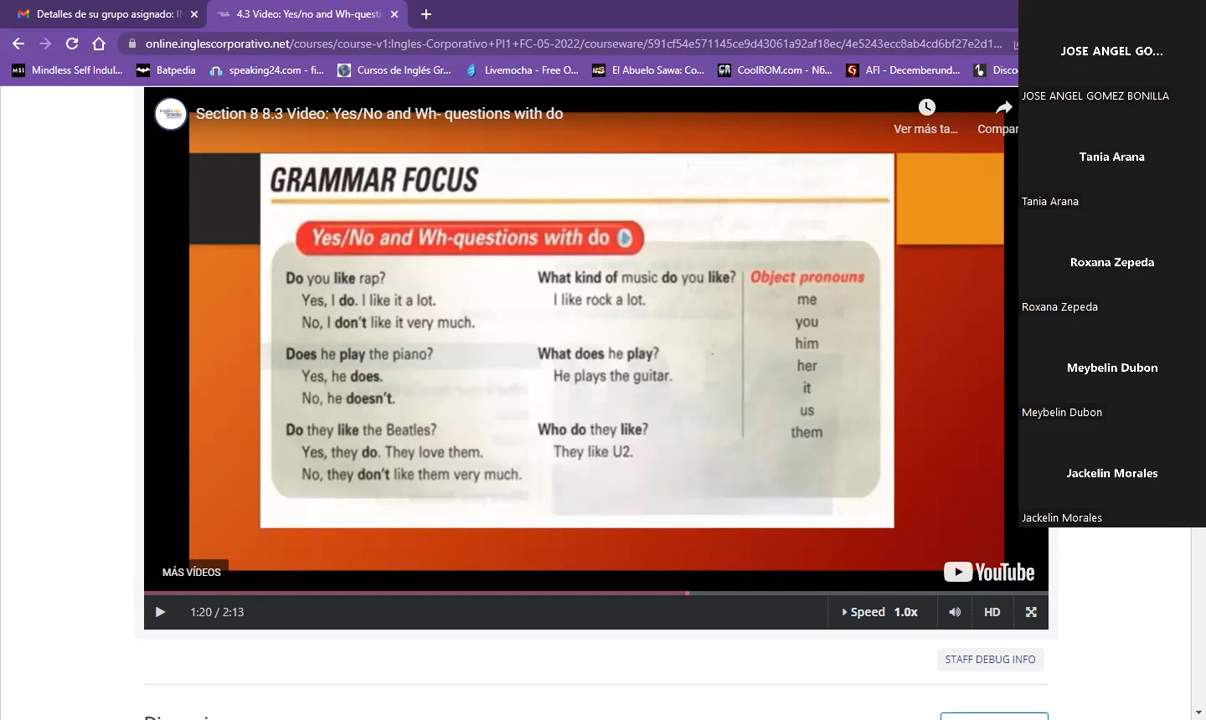 Detalles de su grupo asignado: I
4.3 Video: Yes/no and Wh-questi
online.inglescorporativo.net/courses/course-v1:Ingles-Corporativo+PI1+FC-05-2022/courseware/591cf54e571145ce9d43061a92af18ec/4e5243ecc8ab4cd6bf27e2d1...
Mindless Self Indul...
Batpedia
speaking24.com - fi...
Cursos de Inglés Gr...
Livemocha - Free O...
El Abuelo Sawa: Co...
CoolROM.com - N6...
AFI - Decemberund...
Disco
Section 8 8.3 Video: Yes/No and Wh- questions with do
Ver más ta...
Compar
GRAMMAR FOCUS
Yes/No and Wh-questions with do
Do you like rap?
Yes, I do. I like it a lot.
No, I don't like it very much.
Does he play the piano?
Yes, he does.
No, he doesn't.
Do they like the Beatles?
Yes, they do. They love them.
No, they don't like them very much.
What kind of music do you like?
I like rock a lot.
What does he play?
He plays the guitar.
Who do they like?
They like U2.
Object pronouns
me
you
him
her
it
us
them
MÁS VÍDEOS
YouTube
1:20 / 2:13
Speed 1.0x
HD
STAFF DEBUG INFO
JOSE ANGEL GO...
JOSE ANGEL GOMEZ BONILLA
Tania Arana
Tania Arana
Roxana Zepeda
Roxana Zepeda
Meybelin Dubon
Meybelin Dubon
Jackelin Morales
Jackelin Morales